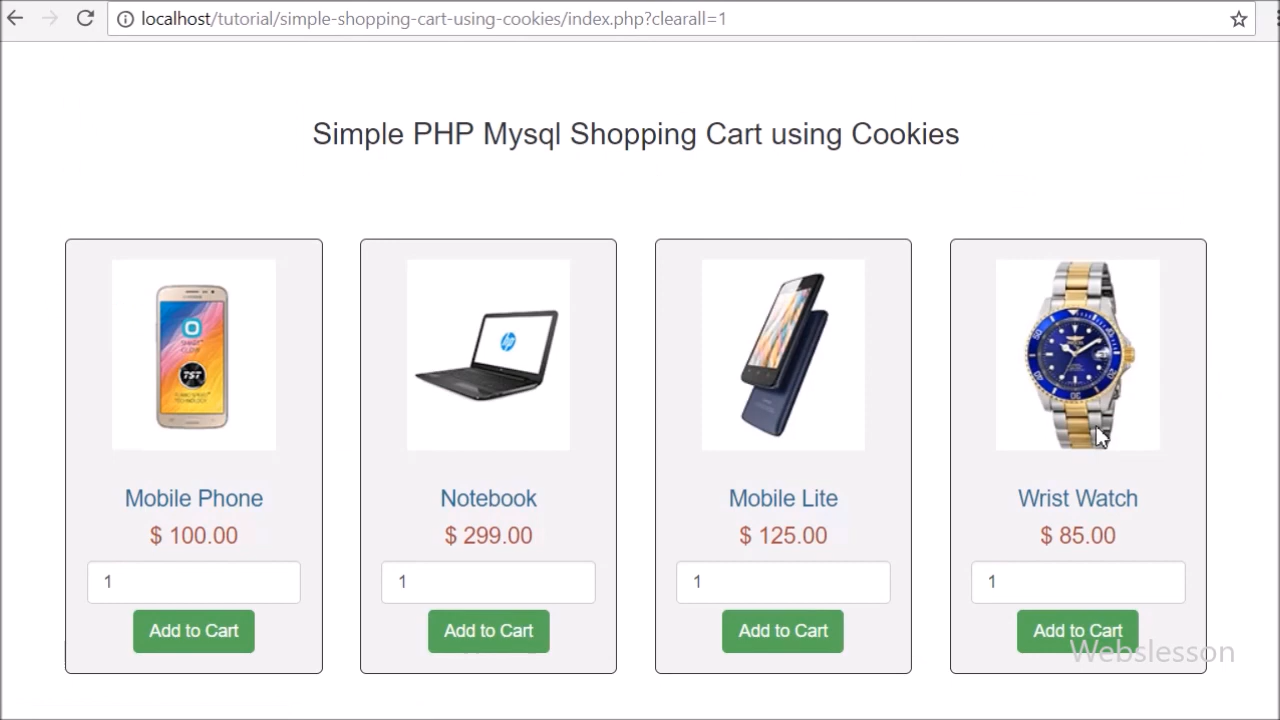 localhost/tutorial/simple-shopping-cart-using-cookies/index.php?clearall=1
Simple PHP Mysql Shopping Cart using Cookies
Mobile Phone
$ 100.00
1
Add to Cart
Notebook
$ 299.00
1
Add to Cart
Mobile Lite
$ 125.00
1
Add to Cart
Wrist Watch
$ 85.00
1
Add to Cart
Webslesson